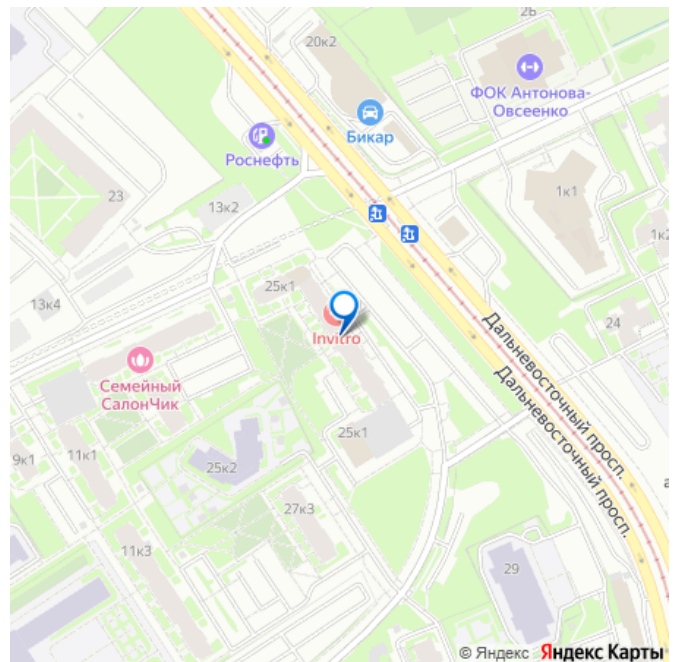 2Б
20к2
ФОК Антонова-
Овсеенко
Бикар
Роснефть
23
13к2
1к1
1к2
25к1
13к4
Invitro
24
Дальневосточный просп.
Дальневосточный просп.
Семейный
СалонЧик
9к1
11к1
25к1
25к2
27к3
11к3
29
© Яндекс Яндекс Карты